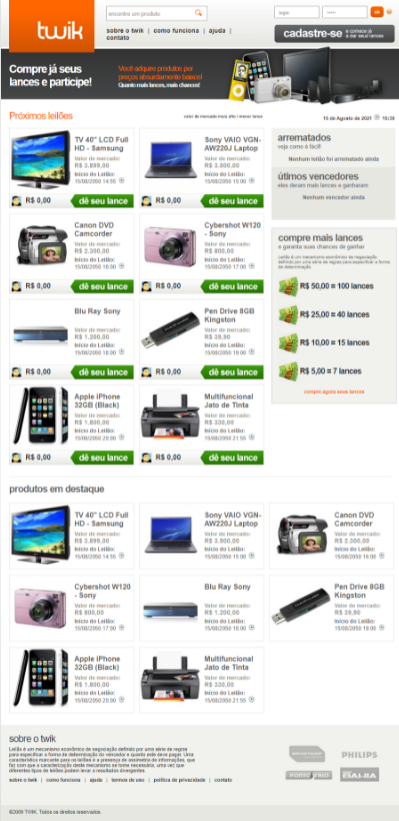 twik
encontre um produto
login
ok
sobre o twik | como funciona | ajuda |
contato
cadastre-se
e comece já
a dar seus lances
Compre já seus
lances e participe!
Você adquire produtos por
preços absurdamente baixos!
Quanto mais lances, mais chances!
Próximos leilões
valor de mercado mais alto | menor lance
15 de Agosto de 2021
15:39
TV 40" LCD Full
HD - Samsung
Valor de mercado:
R$ 3.899,00
Início do Leilão:
15/08/2050 14:55
R$ 0,00
dê seu lance
Sony VAIO VGN-
AW220J Laptop
Valor de mercado:
R$ 3.800,00
Início do Leilão:
15/08/2050 15:00
R$ 0,00
dê seu lance
Canon DVD
Camcorder
Valor de mercado:
R$ 2.300,00
Início do Leilão:
15/08/2050 16:00
R$ 0,00
dê seu lance
Cybershot W120
- Sony
Valor de mercado:
R$ 800,00
Início do Leilão:
15/08/2050 17:00
R$ 0,00
dê seu lance
Blu Ray Sony
Valor de mercado:
R$ 1.200,00
Início do Leilão:
15/08/2050 18:00
R$ 0,00
dê seu lance
Pen Drive 8GB
Kingston
Valor de mercado:
R$ 39,90
Início do Leilão:
15/08/2050 19:00
R$ 0,00
dê seu lance
Apple iPhone
32GB (Black)
Valor de mercado:
R$ 1.800,00
Início do Leilão:
15/08/2050 20:00
R$ 0,00
dê seu lance
Multifuncional
Jato de Tinta
Valor de mercado:
R$ 330,00
Início do Leilão:
15/08/2050 21:55
R$ 0,00
dê seu lance
arrematados
veja como é fácil!
Nenhum leilão foi arrematado ainda
útimos vencedores
eles deram mais lances e ganharam
Nenhum vencedor ainda
compre mais lances
e garanta suas chances de ganhar
Leilão é um mecanismo econômico de negociação
definido por uma série de regras para especificar a forma
de determinação.
R$ 50,00 = 100 lances
R$ 25,00 = 40 lances
R$ 10,00 = 15 lances
R$ 5,00 = 7 lances
compre agora seus lances
produtos em destaque
TV 40" LCD Full
HD - Samsung
Valor de mercado:
R$ 3.899,00
Início do Leilão:
15/08/2050 14:55
Sony VAIO VGN-
AW220J Laptop
Valor de mercado:
R$ 3.800,00
Início do Leilão:
15/08/2050 15:00
Canon DVD
Camcorder
Valor de mercado:
R$ 2.300,00
Início do Leilão:
15/08/2050 16:00
Cybershot W120
- Sony
Valor de mercado:
R$ 800,00
Início do Leilão:
15/08/2050 17:00
Blu Ray Sony
Valor de mercado:
R$ 1.200,00
Início do Leilão:
15/08/2050 18:00
Pen Drive 8GB
Kingston
Valor de mercado:
R$ 39,90
Início do Leilão:
15/08/2050 19:00
Apple iPhone
32GB (Black)
Valor de mercado:
R$ 1.800,00
Início do Leilão:
15/08/2050 20:00
Multifuncional
Jato de Tinta
Valor de mercado:
R$ 330,00
Início do Leilão:
15/08/2050 21:55
sobre o twik
Leilão é um mecanismo econômico de negociação definido por uma série de regras
para especificar a forma de determinação do vencedor e quanto este deve pagar. Uma
característica marcante para os leilões é a presença de assimetria de informações, que
faz com que a caracterização deste mecanismo se torne necessária, uma vez que
diferentes tipos de leilões podem levar a resultados divergentes.
sobre o twik | como funciona | ajuda | termos de uso | política de privacidade | contato
PHILIPS
PONTO FRIO
©2009 TWIK. Todos os direitos reservados.